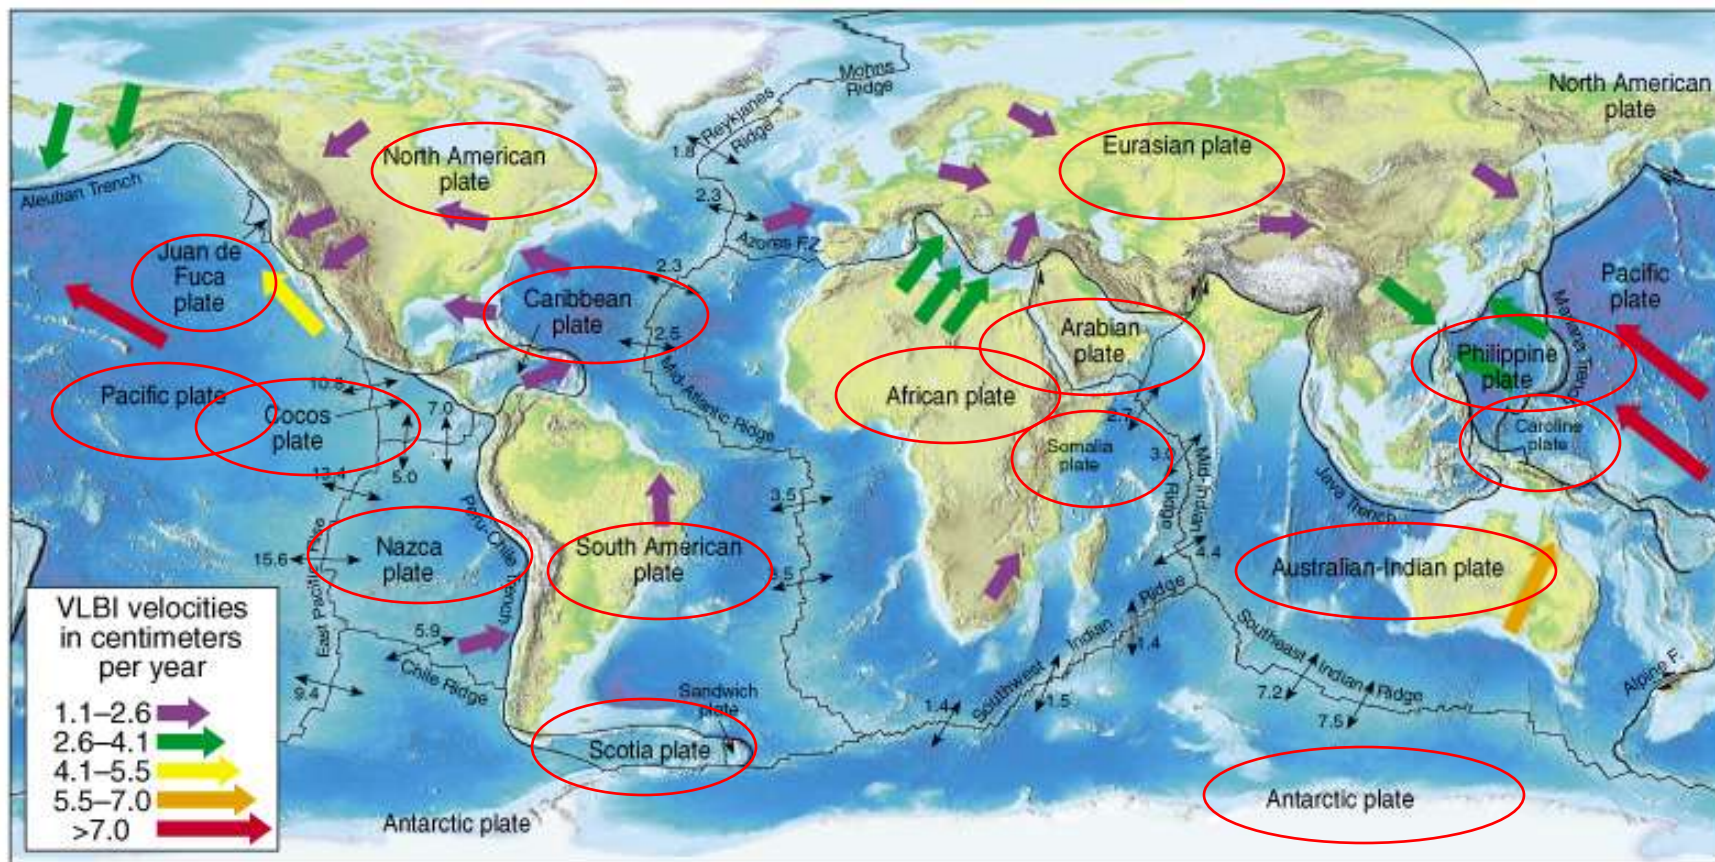 Mohns
Ridge
Reykjanes
Ridge
North American
plate
North American
plate
Eurasian plate
1.8
Aleutian Trench
2.3
Azores F.Z.
Juan de
Fuca
plate
2.3
Caribbean
plate
2.5
Mid-Atlantic Ridge
Arabian
plate
Pacific
plate
Mariana Trench
Philippine
plate
Pacific plate
10.8
Cocos
plate
7.0
5.0
African plate
2.7
Somalia
plate
3.0
Mid-Indian
Ridge
Caroline
plate
Java Trench
13.4
3.5
Peru-Chile Trench
15.6
Nazca
plate
South American
plate
3.5
4.4
Australian-Indian plate
East Pacific Rise
5.9
Chile Ridge
9.4
Southwest Indian Ridge
1.4
1.4
1.5
Southeast Indian Ridge
7.2
7.5
Alpine F.
Sandwich
plate
Scotia plate
Antarctic plate
Antarctic plate
VLBI velocities
in centimeters
per year
1.1–2.6
2.6–4.1
4.1–5.5
5.5–7.0
>7.0